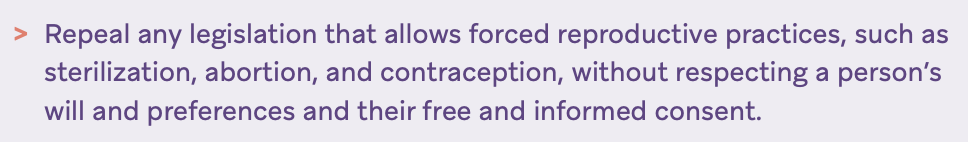 > Repeal any legislation that allows forced reproductive practices, such as
sterilization, abortion, and contraception, without respecting a person’s
will and preferences and their free and informed consent.